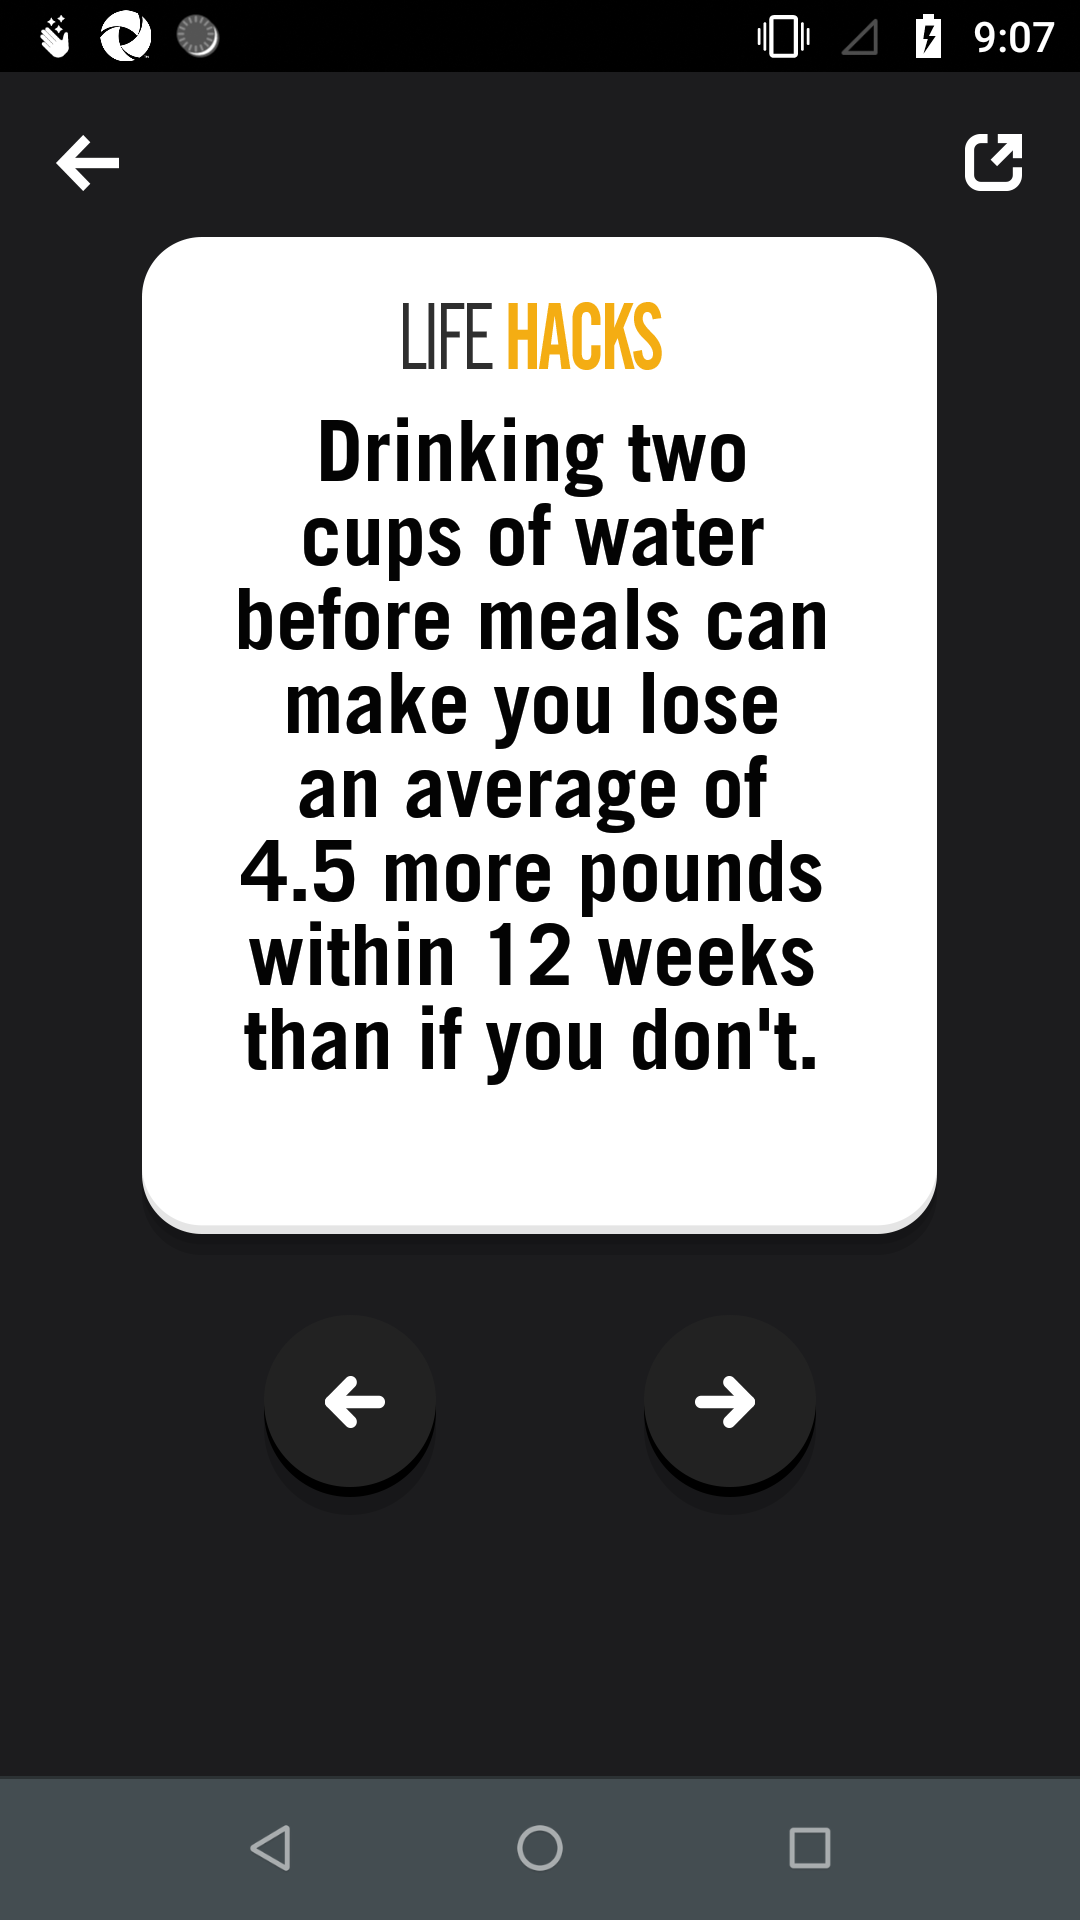 9:07
LIFE HACKS
Drinking two
cups of water
before meals can
make you lose
an average of
4.5 more pounds
within 12 weeks
than if you don't.